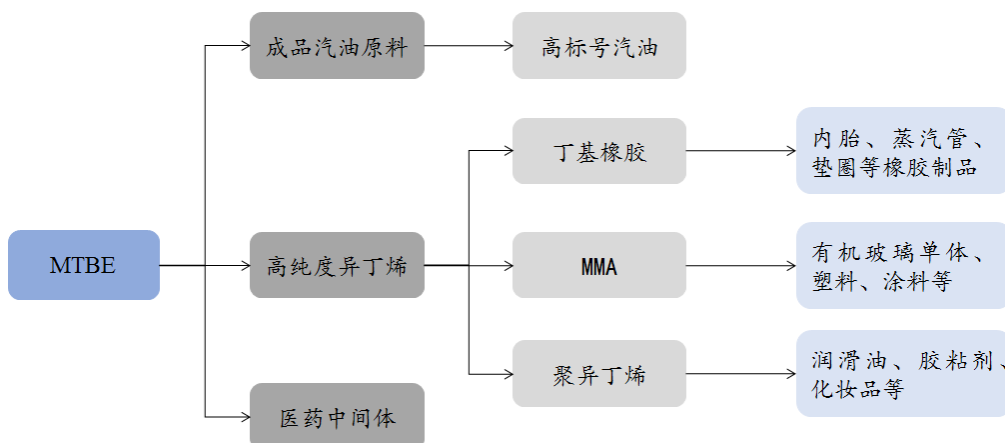 成品汽油原料
高标号汽油
丁基橡胶
内胎、蒸汽管、
垫圈等橡胶制品
MTBE
高纯度异丁烯
MMA
有机玻璃单体、
塑料、涂料等
聚异丁烯
润滑油、胶粘剂、
化妆品等
医药中间体